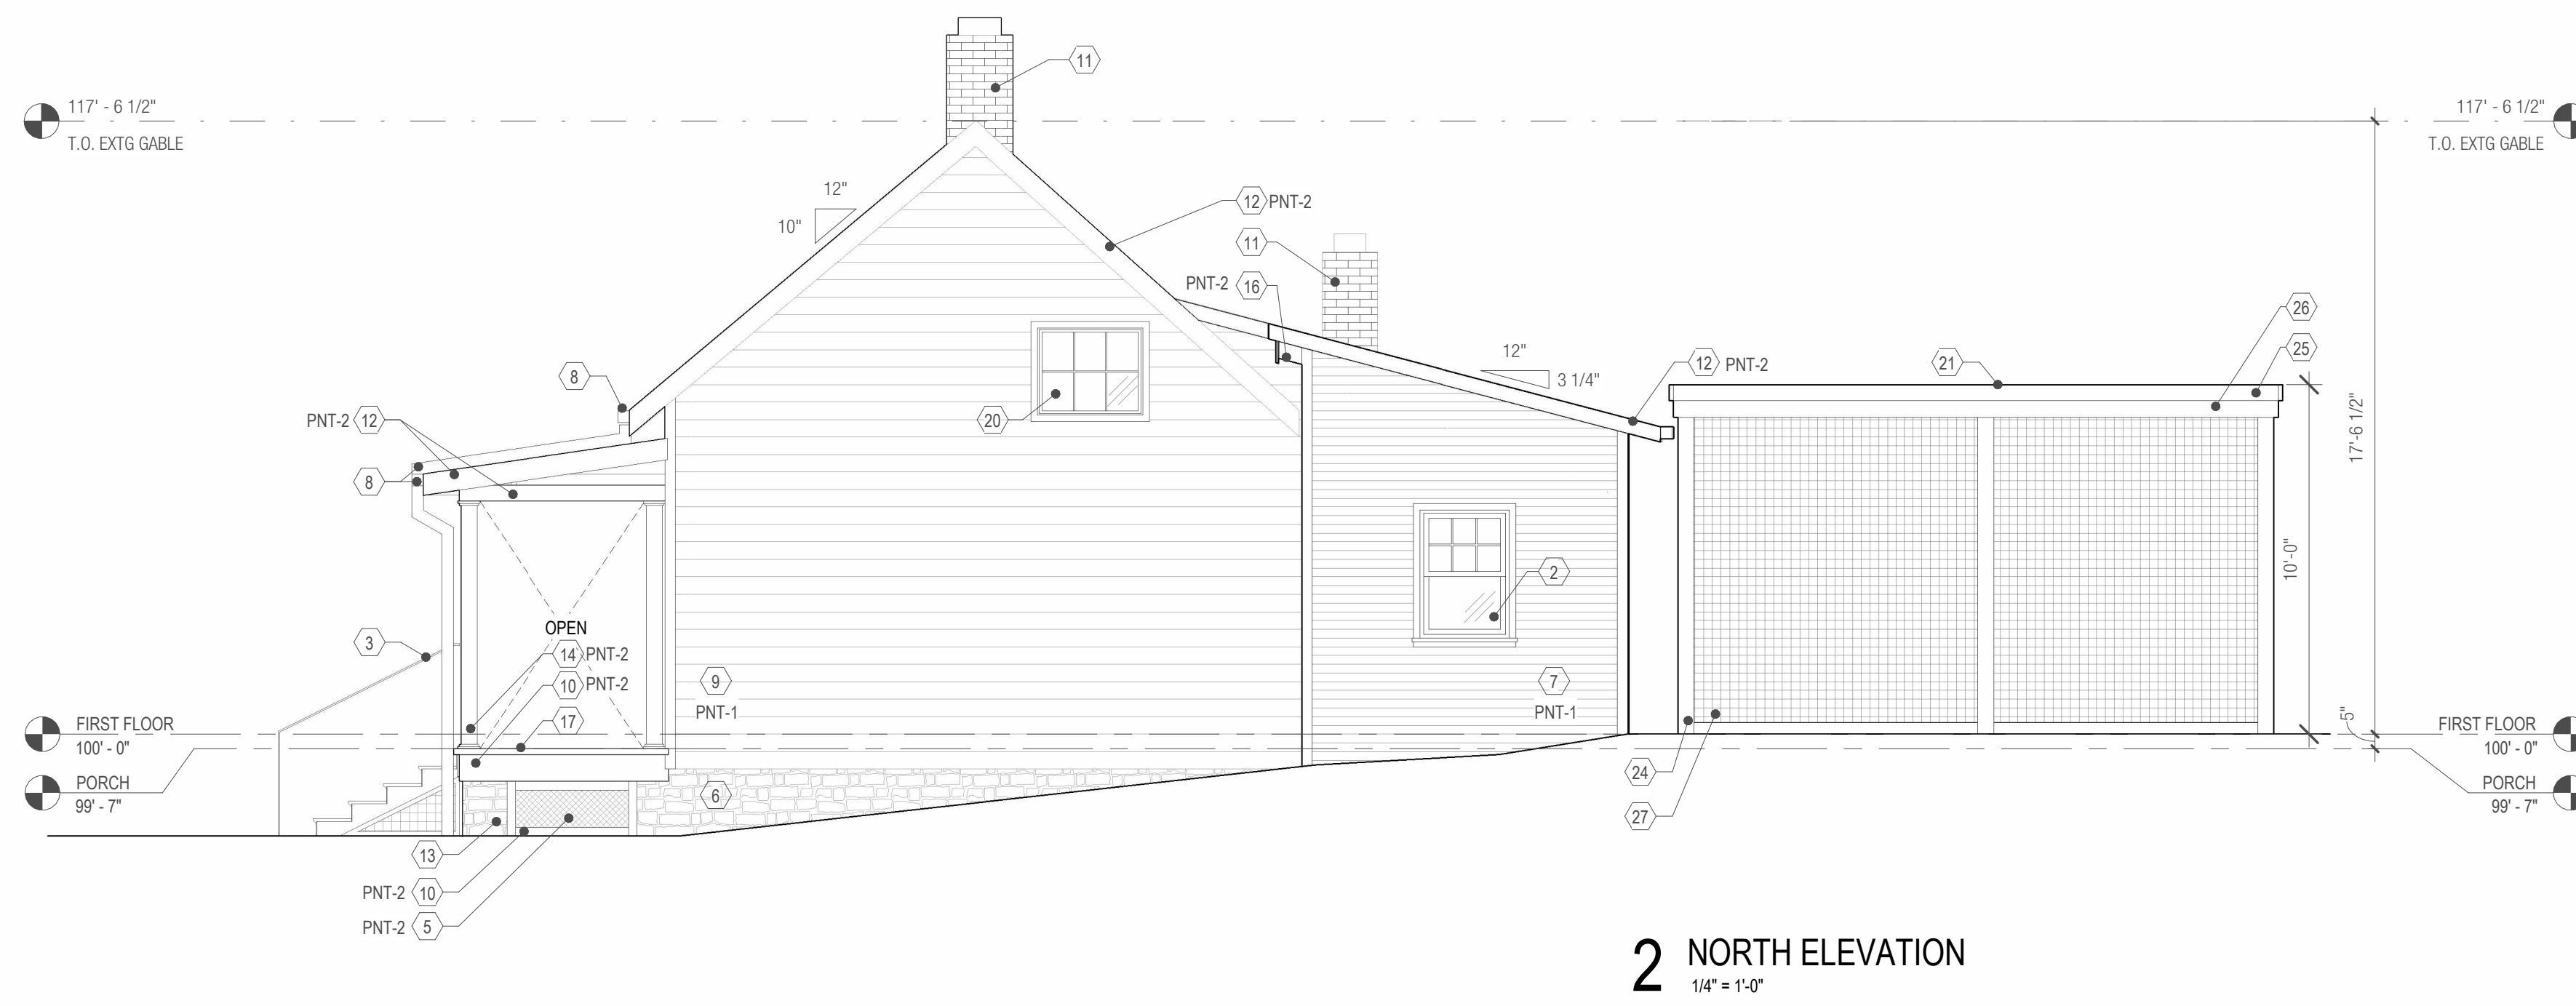 11
117' - 6 1/2"
T.O. EXTG GABLE
117' - 6 1/2"
T.O. EXTG GABLE
12"
10"
12 PNT-2
11
PNT-2 16
26
25
12"
3 1/4"
12 PNT-2
21
8
20
PNT-2 12
8
17'-6 1/2"
10'-0"
2
OPEN
3
14 PNT-2
10 PNT-2
17
9
PNT-1
7
PNT-1
5"
FIRST FLOOR
100' - 0"
PORCH
99' - 7"
FIRST FLOOR
100' - 0"
PORCH
99' - 7"
6
24
27
13
PNT-2 10
PNT-2 5
2 NORTH ELEVATION
1/4" = 1'-0"